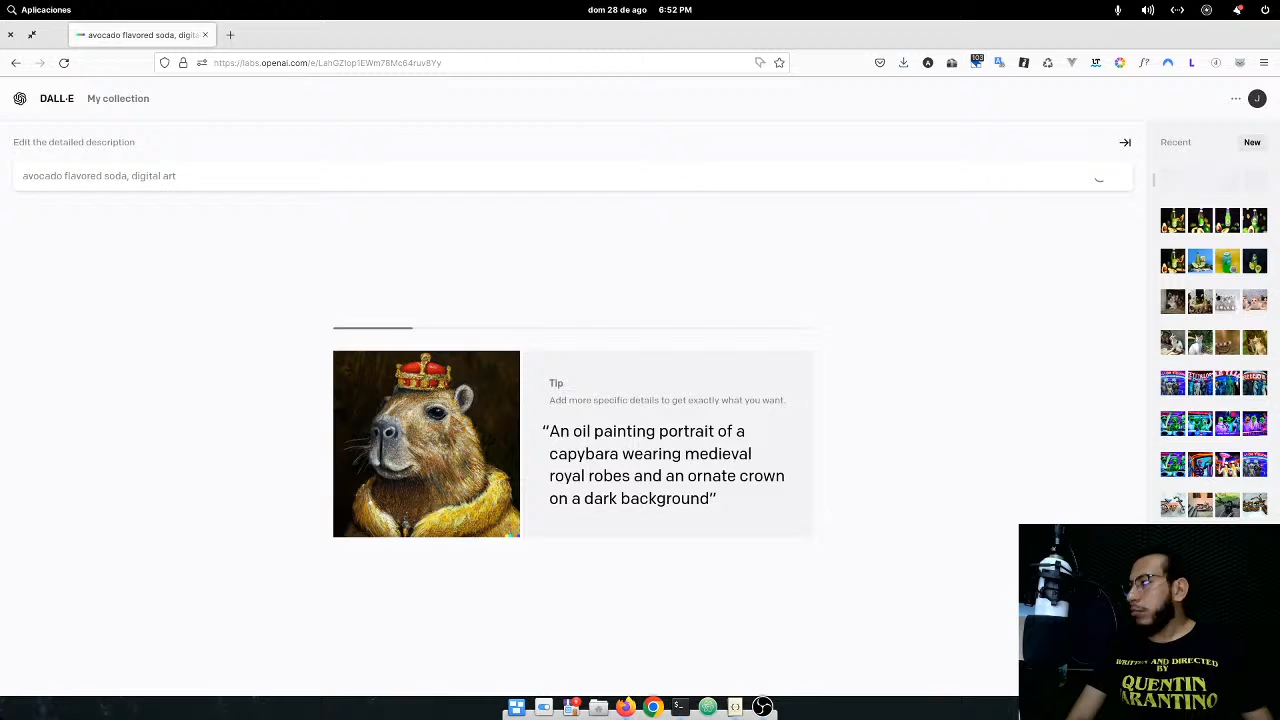 Aplicaciones
dom 28 de ago
6:52 PM
avocado flavored soda, digita
https://labs.openai.com/e/LahGZIop1EWm78Mc64ruv8Yy
103
DALL·E
My collection
J
Edit the detailed description
Recent
New
avocado flavored soda, digital art
Tip
Add more specific details to get exactly what you want.
“An oil painting portrait of a
capybara wearing medieval
royal robes and an ornate crown
on a dark background”
WRITTEN AND DIRECTED
BY
QUENTIN
TARANTINO